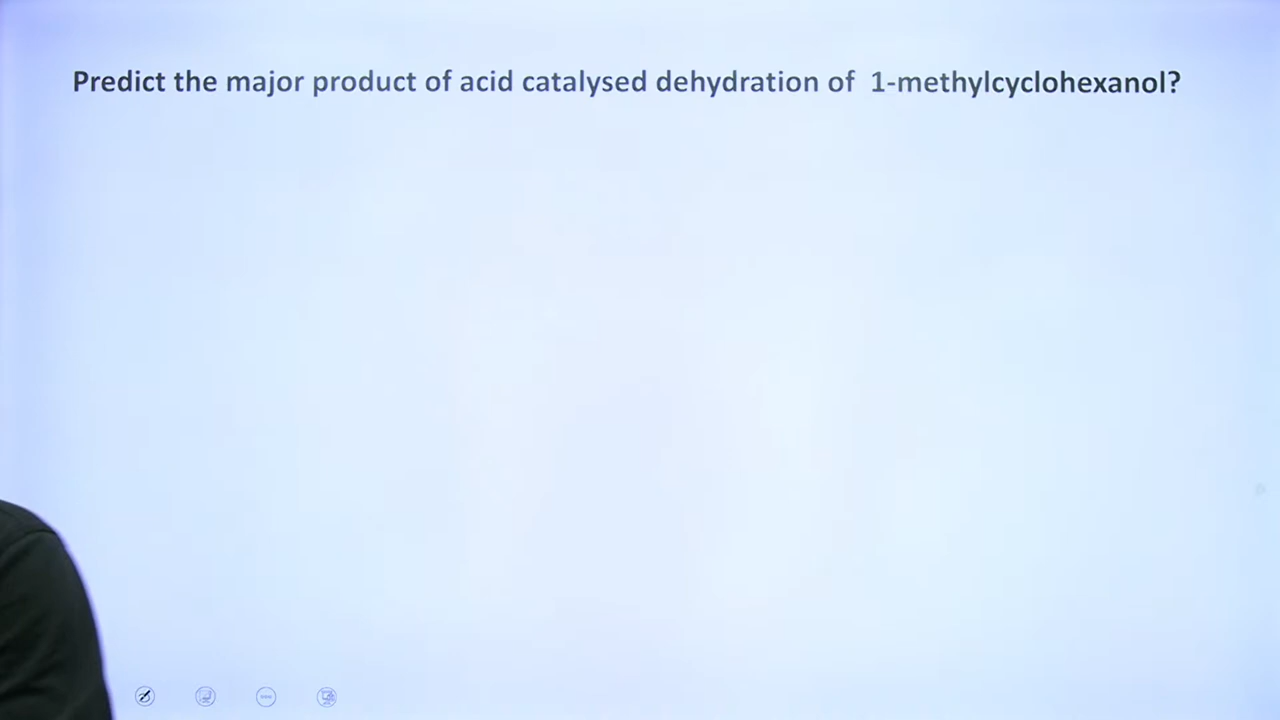 Predict the major product of acid catalysed dehydration of 1-methylcyclohexanol?